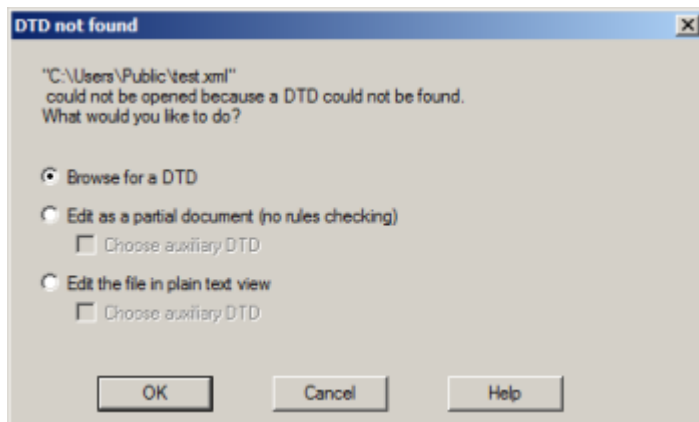 DTD not found
"C:\Users\Public\test.xml"
could not be opened because a DTD could not be found.
What would you like to do?
Browse for a DTD
Edit as a partial document (no rules checking)
Choose auxiliary DTD
Edit the file in plain text view
Choose auxiliary DTD
OK Cancel Help